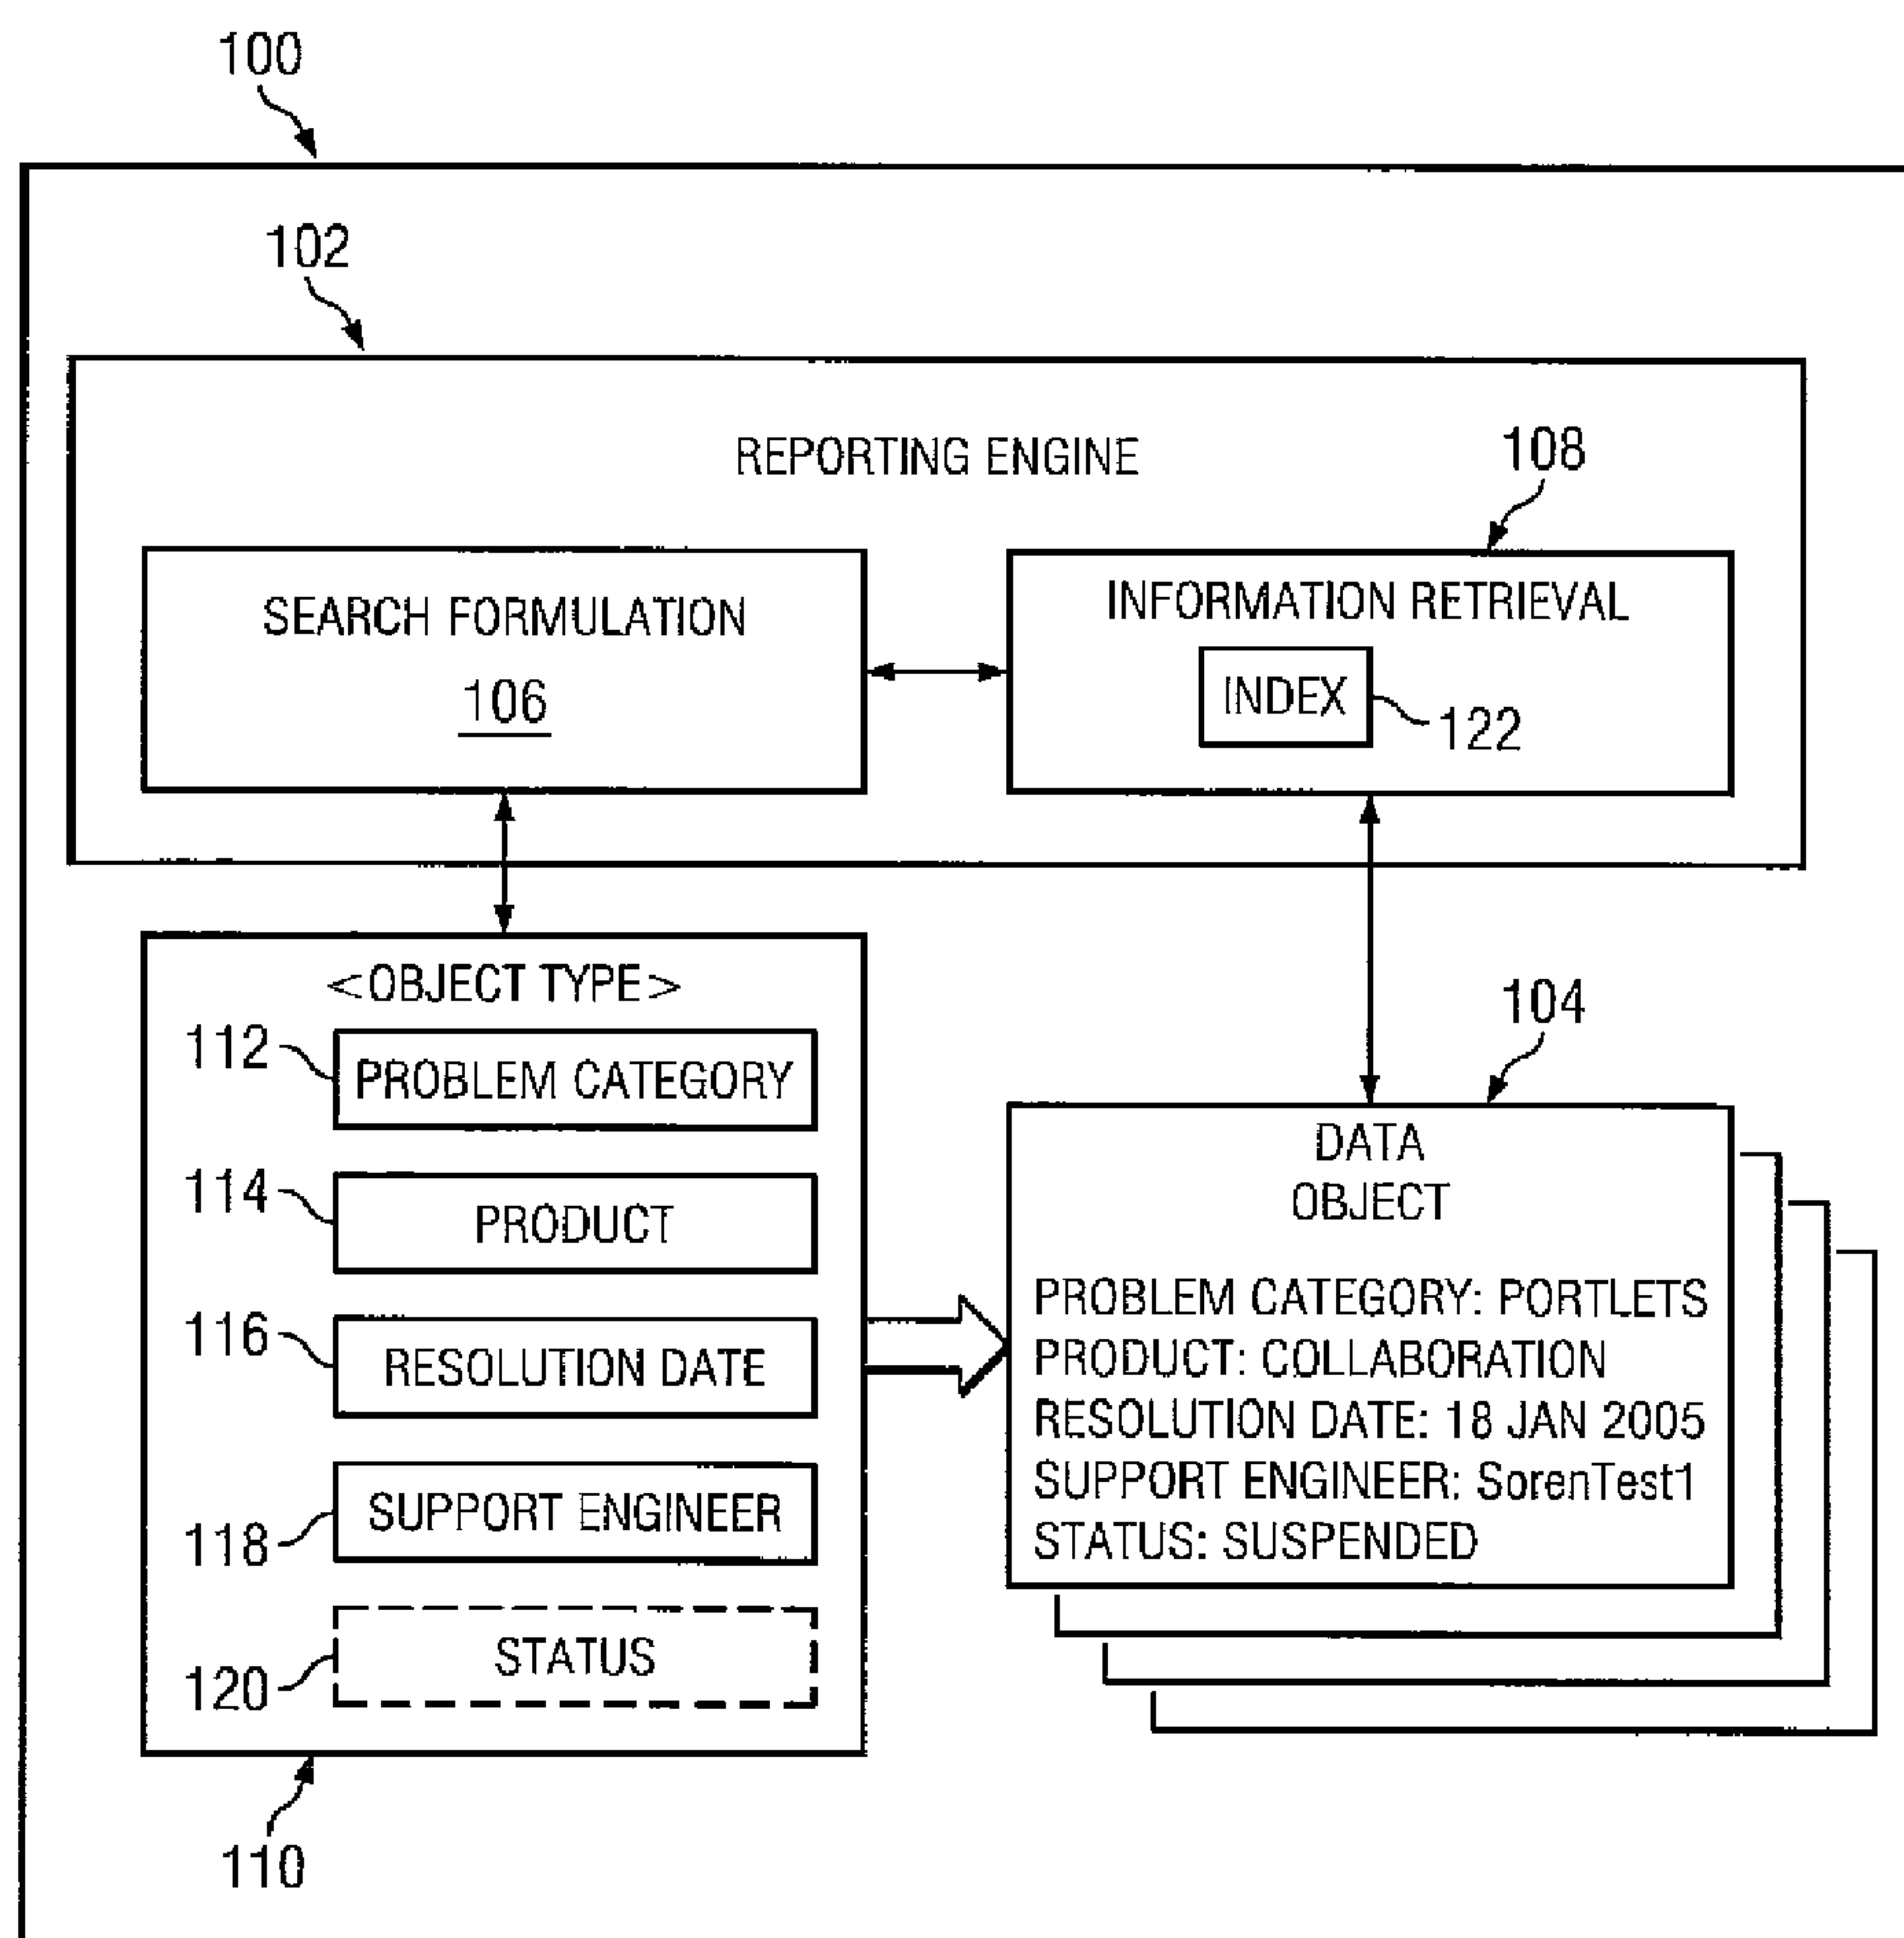 100
102
REPORTING ENGINE
108
SEARCH FORMULATION
106
INFORMATION RETRIEVAL
INDEX
122
<OBJECT TYPE>
112
PROBLEM CATEGORY
114
PRODUCT
116
RESOLUTION DATE
118
SUPPORT ENGINEER
120
STATUS
110
104
DATA
OBJECT
PROBLEM CATEGORY: PORTLETS
PRODUCT: COLLABORATION
RESOLUTION DATE: 18 JAN 2005
SUPPORT ENGINEER: SorenTest1
STATUS: SUSPENDED